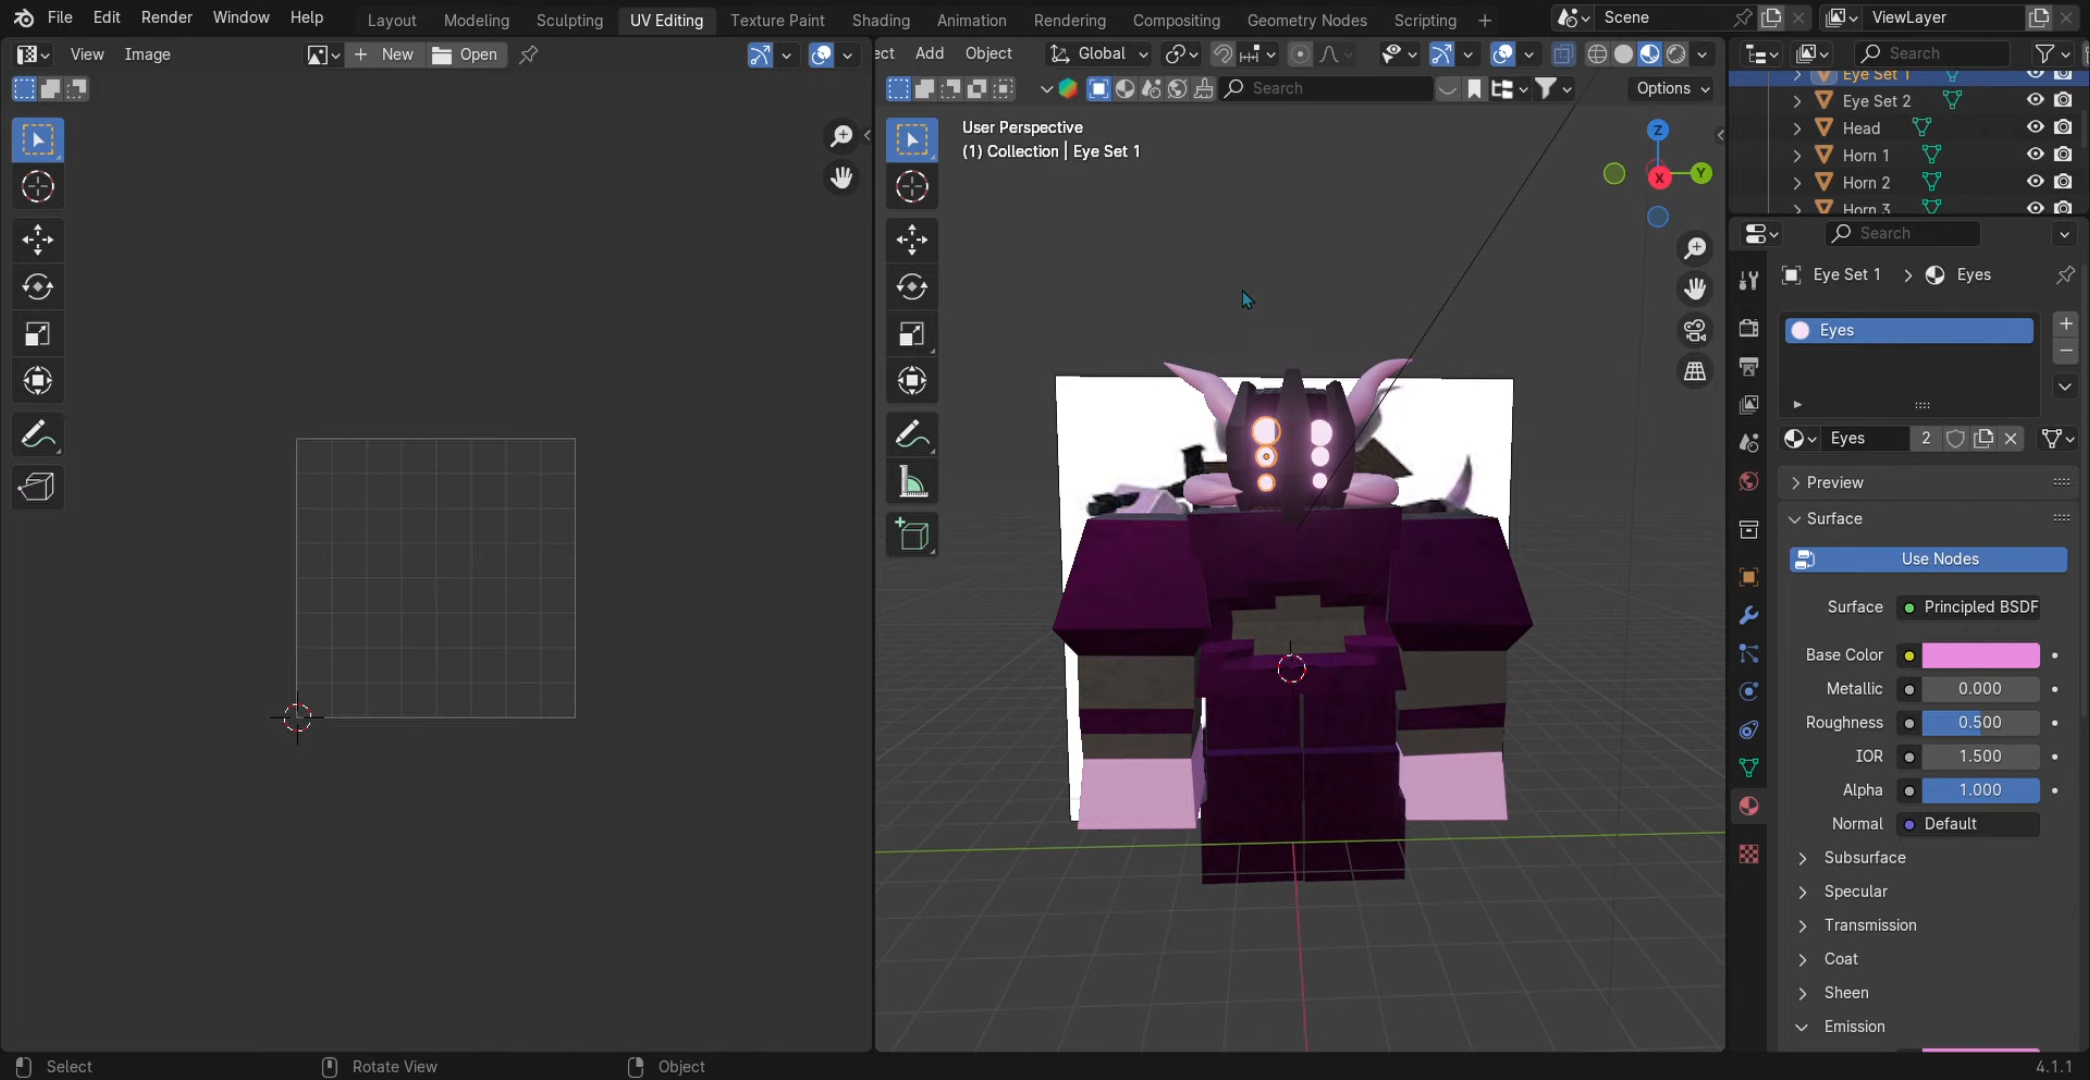 File Edit Render Window Help Layout Modeling Sculpting UV Editing Texture Paint Shading Animation Rendering Compositing Geometry Nodes Scripting + Scene ViewLayer
View Image + New Open
ect Add Object Global
Search
Search
Options
User Perspective
(1) Collection | Eye Set 1
Z
X
Y
Eye Set 1
Eye Set 2
Head
Horn 1
Horn 2
Horn 3
Search
Eye Set 1 > Eyes
Eyes
Eyes 2
Preview
Surface
Use Nodes
Surface Principled BSDF
Base Color
Metallic 0.000
Roughness 0.500
IOR 1.500
Alpha 1.000
Normal Default
Subsurface
Specular
Transmission
Coat
Sheen
Emission
Select Rotate View Object 4.1.1